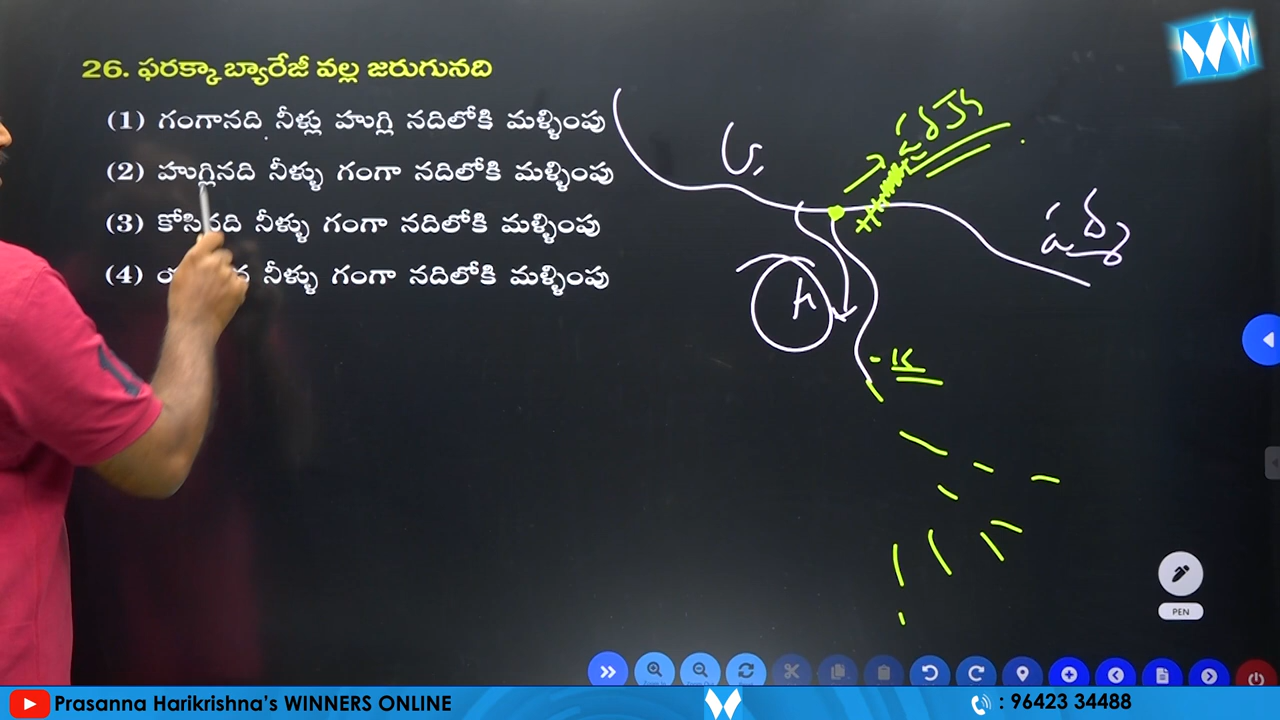 26. ఫరక్కా బ్యారేజీ వల్ల జరుగునది
(1) గంగానది నీళ్లు హుగ్లి నదిలోకి మళ్ళింపు
(2) హుగ్లినది నీళ్ళు గంగా నదిలోకి మళ్ళింపు
(3) కోసినది నీళ్ళు గంగా నదిలోకి మళ్ళింపు
(4) నీళ్ళు గంగా నదిలోకి మళ్ళింపు
H
K
PEN
Prasanna Harikrishna's WINNERS ONLINE
: 96423 34488